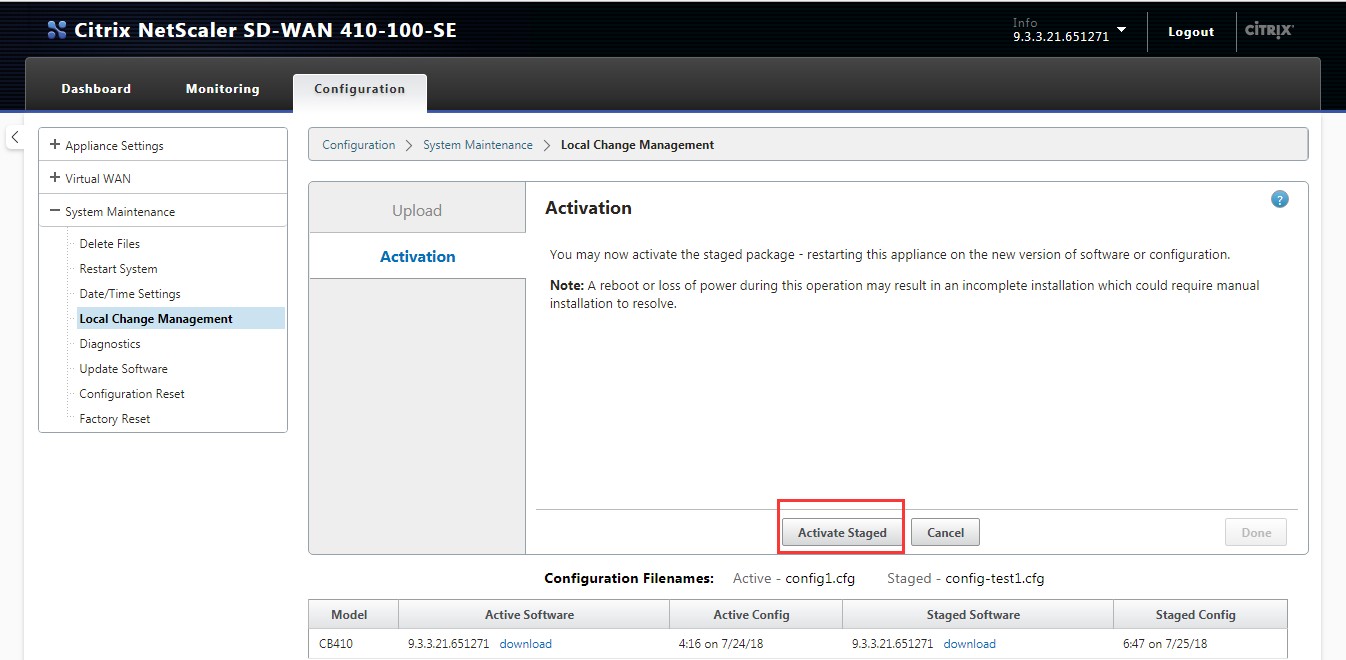 Citrix NetScaler SD-WAN 410-100-SE
Info
9.3.3.21.651271
Logout
CİTRIX
Dashboard
Monitoring
Configuration
Appliance Settings
Virtual WAN
System Maintenance
Delete Files
Restart System
Date/Time Settings
Local Change Management
Diagnostics
Update Software
Configuration Reset
Factory Reset
Configuration > System Maintenance > Local Change Management
Upload
Activation
Activation
?
You may now activate the staged package - restarting this appliance on the new version of software or configuration.
Note: A reboot or loss of power during this operation may result in an incomplete installation which could require manual
installation to resolve.
Activate Staged
Cancel
Done
Configuration Filenames: Active - config1.cfg Staged - config-test1.cfg
Model Active Software Active Config Staged Software Staged Config
CB410 9.3.3.21.651271 download 4:16 on 7/24/18 9.3.3.21.651271 download 6:47 on 7/25/18